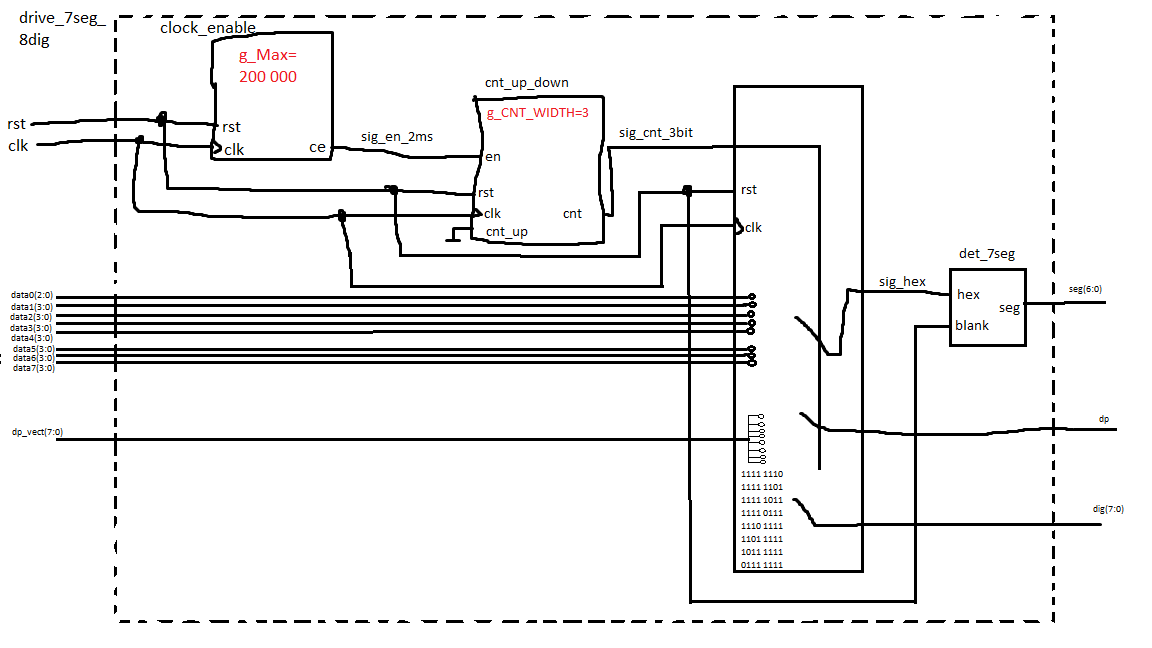 drive_7seg_
8dig
clock_enable
g_Max=
200 000
rst
clk
rst
clk
ce
sig_en_2ms
cnt_up_down
g_CNT_WIDTH=3
en
rst
clk
cnt_up
cnt
sig_cnt_3bit
rst
clk
data0(2:0)
data1(3:0)
data2(3:0)
data3(3:0)
data4(3:0)
data5(3:0)
data6(3:0)
data7(3:0)
dp_vect(7:0)
1111 1110
1111 1101
1111 1011
1111 0111
1110 1111
1101 1111
1011 1111
0111 1111
sig_hex
det_7seg
hex
seg
blank
seg(6:0)
dp
dig(7:0)